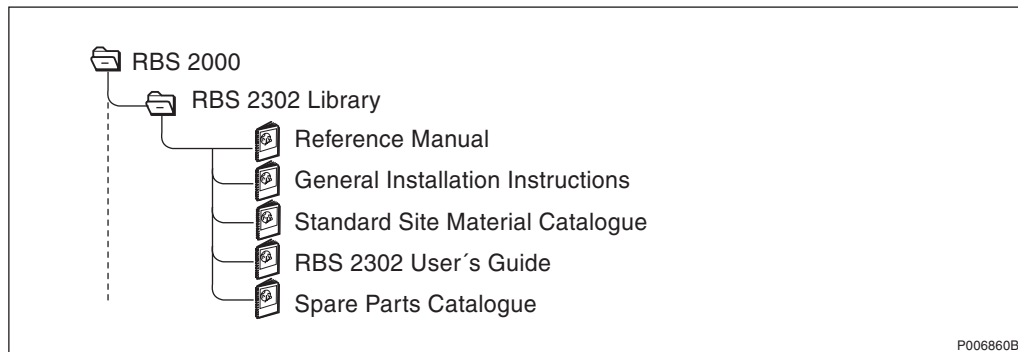 RBS 2000
RBS 2302 Library
Reference Manual
General Installation Instructions
Standard Site Material Catalogue
RBS 2302 User´s Guide
Spare Parts Catalogue
P006860B